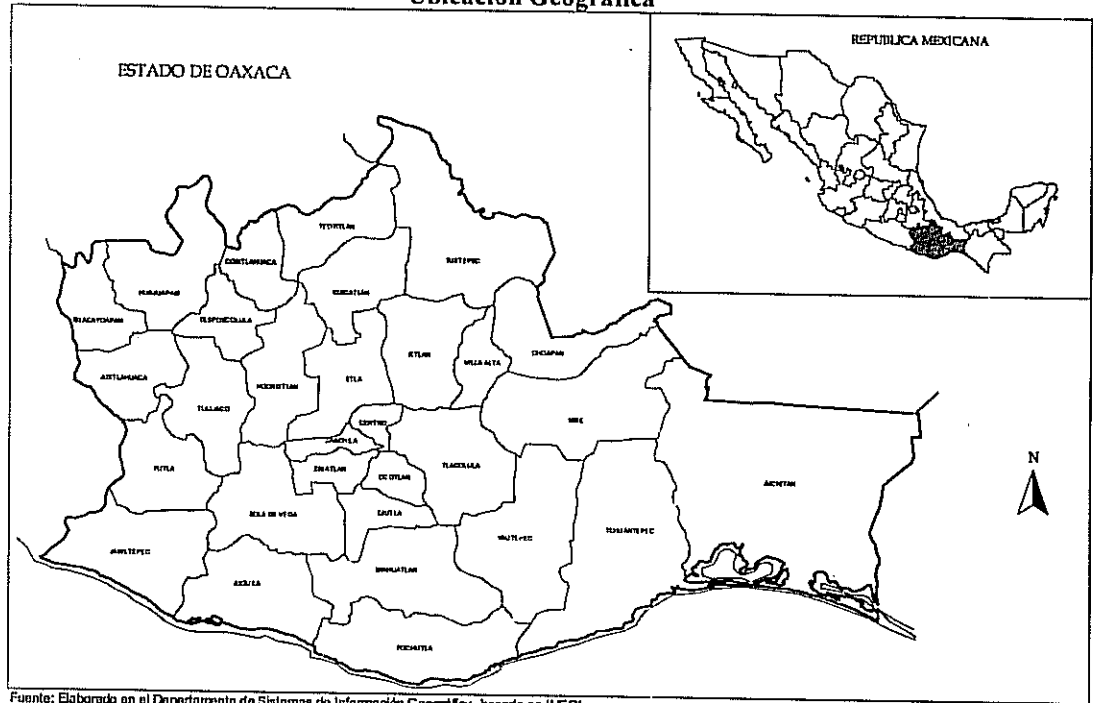 Ubicación Geográfica
ESTADO DE OAXACA
REPUBLICA MEXICANA
TEOTITLAN
COIXTLAHUACA
TUXTEPEC
HUAJUAPAN
CUICATLAN
SILACAYOAPAN
TEPOSCOLULA
CHOAPAN
IXTLAN
VILLA ALTA
JUXTLAHUACA
NOCHIXTLAN
ETLA
TLAXIACO
CENTRO
MIXE
ZAACHILA
N
PUTLA
ZIMATLAN
OCOTLAN
TLACOLULA
JUCHITAN
SOLA DE VEGA
EJUTLA
TEHUANTEPEC
YAUTEPEC
JAMILTEPEC
MIAHUATLAN
JUQUILA
POCHUTLA
Fuente: Elaborado en el Departamento de Sistemas de Información Geográfica,